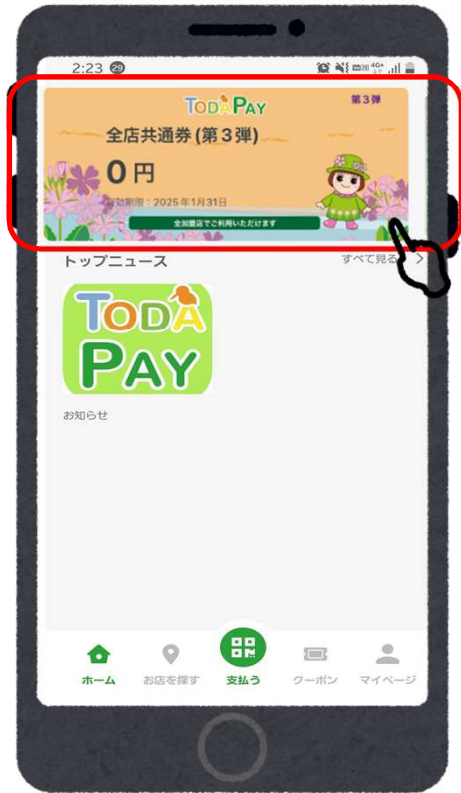 2:23 29
4G+
TODAPAY
第3弾
全店共通券 (第3弾)
0円
有効期限：2025年1月31日
全加盟店でご利用いただけます
トップニュース
すべて見る
TODA
PAY
お知らせ
ホーム
お店を探す
支払う
クーポン
マイページ